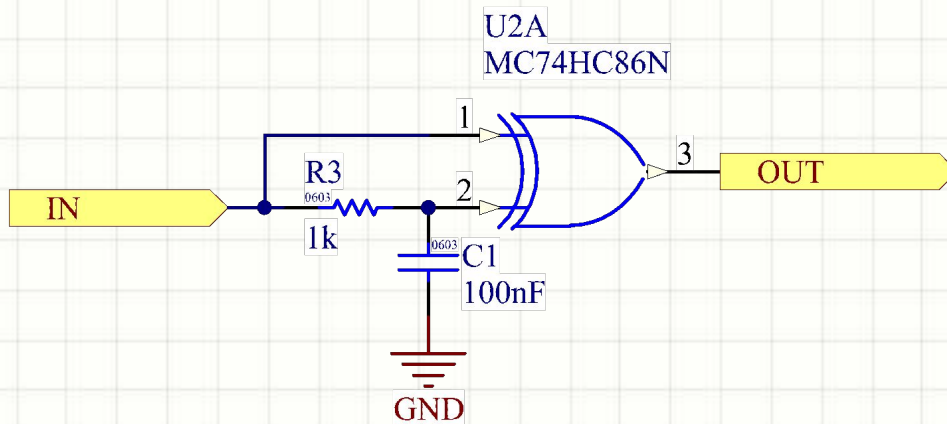 U2A
MC74HC86N
1
R3
0603
2
3
IN
OUT
1k
0603
C1
100nF
GND